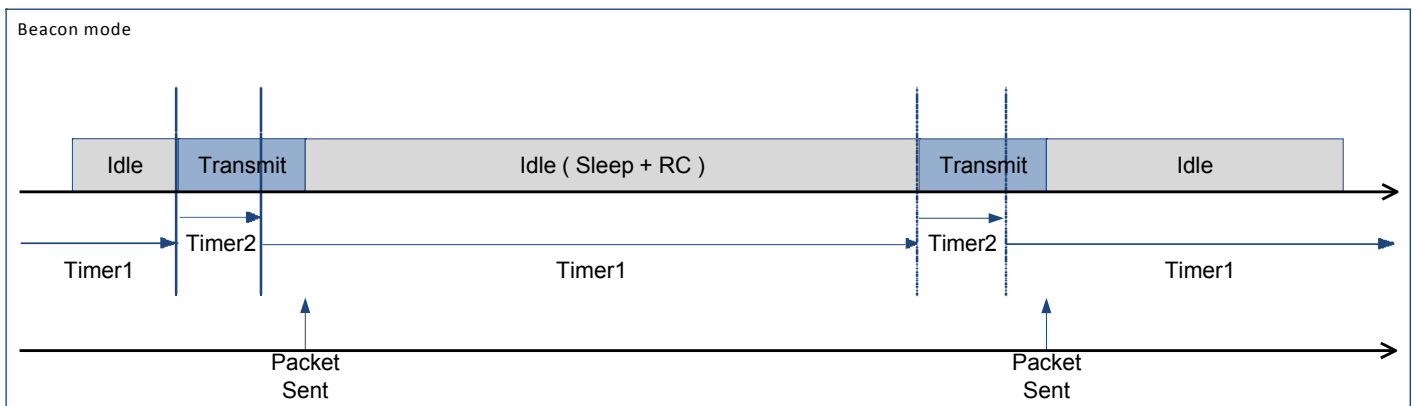 Beacon mode
Idle
Transmit
Idle ( Sleep + RC )
Transmit
Idle
Timer2
Timer2
Timer1
Timer1
Timer1
Packet
Sent
Packet
Sent